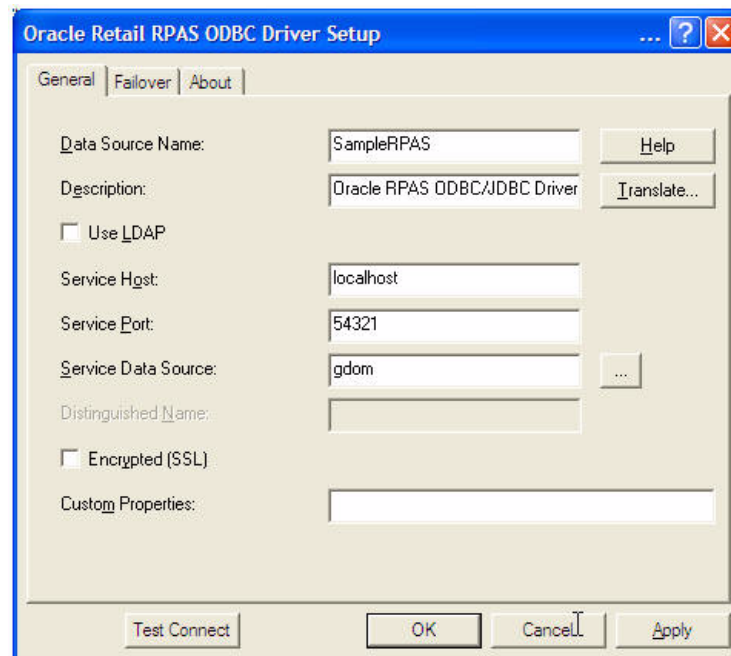 Oracle Retail RPAS ODBC Driver Setup ... ?
General Failover About
Data Source Name: SampleRPAS Help
Description: Oracle RPAS ODBC/JDBC Driver Translate...
Use LDAP
Service Host: localhost
Service Port: 54321
Service Data Source: gdom ...
Distinguished Name:
Encrypted (SSL)
Custom Properties:
Test Connect OK Cancel Apply